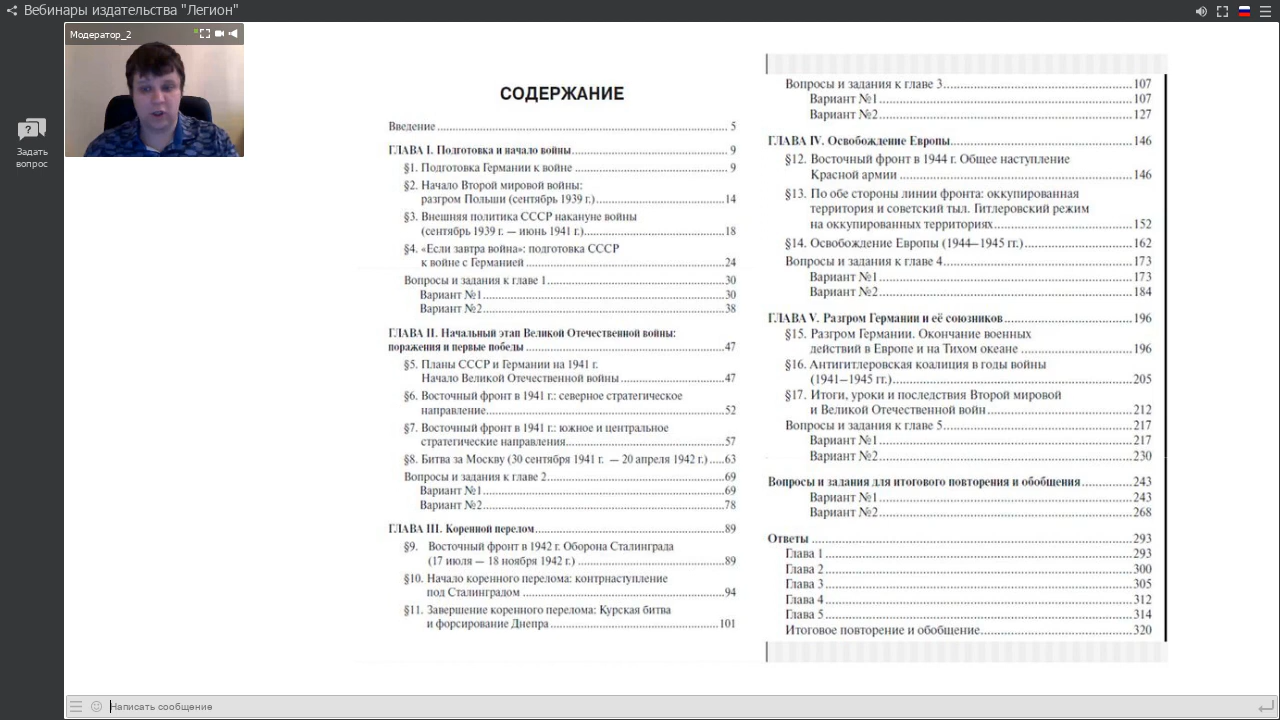 Вебинары издательства "Легион"
Модератор_2
Задать
вопрос
СОДЕРЖАНИЕ
Введение 5
ГЛАВА I. Подготовка и начало войны 9
§1. Подготовка Германии к войне 9
§2. Начало Второй мировой войны:
разгром Польши (сентябрь 1939 г.) 14
§3. Внешняя политика СССР накануне войны
(сентябрь 1939 г. — июнь 1941 г.) 18
§4. «Если завтра война»: подготовка СССР
к войне с Германией 24
Вопросы и задания к главе 1 30
Вариант №1 30
Вариант №2 38
ГЛАВА II. Начальный этап Великой Отечественной войны:
поражения и первые победы 47
§5. Планы СССР и Германии на 1941 г.
Начало Великой Отечественной войны 47
§6. Восточный фронт в 1941 г.: северное стратегическое
направление 52
§7. Восточный фронт в 1941 г.: южное и центральное
стратегические направления 57
§8. Битва за Москву (30 сентября 1941 г. — 20 апреля 1942 г.) 63
Вопросы и задания к главе 2 69
Вариант №1 69
Вариант №2 78
ГЛАВА III. Коренной перелом 89
§9. Восточный фронт в 1942 г. Оборона Сталинграда
(17 июля — 18 ноября 1942 г.) 89
§10. Начало коренного перелома: контрнаступление
под Сталинградом 94
§11. Завершение коренного перелома: Курская битва
и форсирование Днепра 101
Вопросы и задания к главе 3 107
Вариант №1 107
Вариант №2 127
ГЛАВА IV. Освобождение Европы 146
§12. Восточный фронт в 1944 г. Общее наступление
Красной армии 146
§13. По обе стороны линии фронта: оккупированная
территория и советский тыл. Гитлеровский режим
на оккупированных территориях 152
§14. Освобождение Европы (1944—1945 гг.) 162
Вопросы и задания к главе 4 173
Вариант №1 173
Вариант №2 184
ГЛАВА V. Разгром Германии и её союзников 196
§15. Разгром Германии. Окончание военных
действий в Европе и на Тихом океане 196
§16. Антигитлеровская коалиция в годы войны
(1941—1945 гг.) 205
§17. Итоги, уроки и последствия Второй мировой
и Великой Отечественной войн 212
Вопросы и задания к главе 5 217
Вариант №1 217
Вариант №2 230
Вопросы и задания для итогового повторения и обобщения 243
Вариант №1 243
Вариант №2 268
Ответы 293
Глава 1 293
Глава 2 300
Глава 3 305
Глава 4 312
Глава 5 314
Итоговое повторение и обобщение 320
Написать сообщение